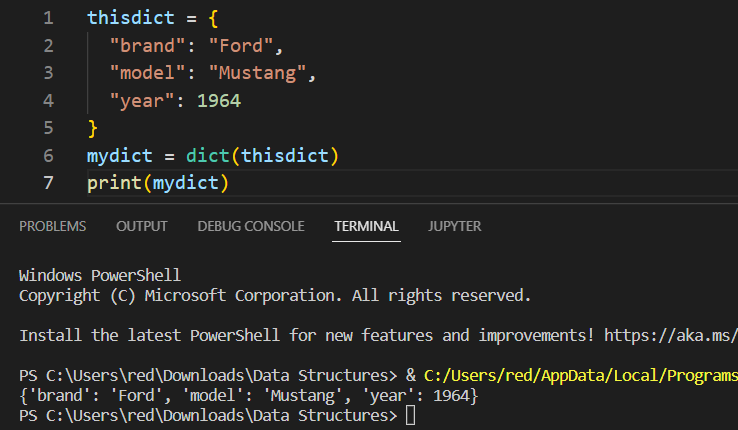 1 thisdict = {
2 "brand": "Ford",
3 "model": "Mustang",
4 "year": 1964
5 }
6 mydict = dict(thisdict)
7 print(mydict)
PROBLEMS OUTPUT DEBUG CONSOLE TERMINAL JUPYTER
Windows PowerShell
Copyright (C) Microsoft Corporation. All rights reserved.
Install the latest PowerShell for new features and improvements! https://aka.ms/
PS C:\Users\red\Downloads\Data Structures> & C:/Users/red/AppData/Local/Programs
{'brand': 'Ford', 'model': 'Mustang', 'year': 1964}
PS C:\Users\red\Downloads\Data Structures>